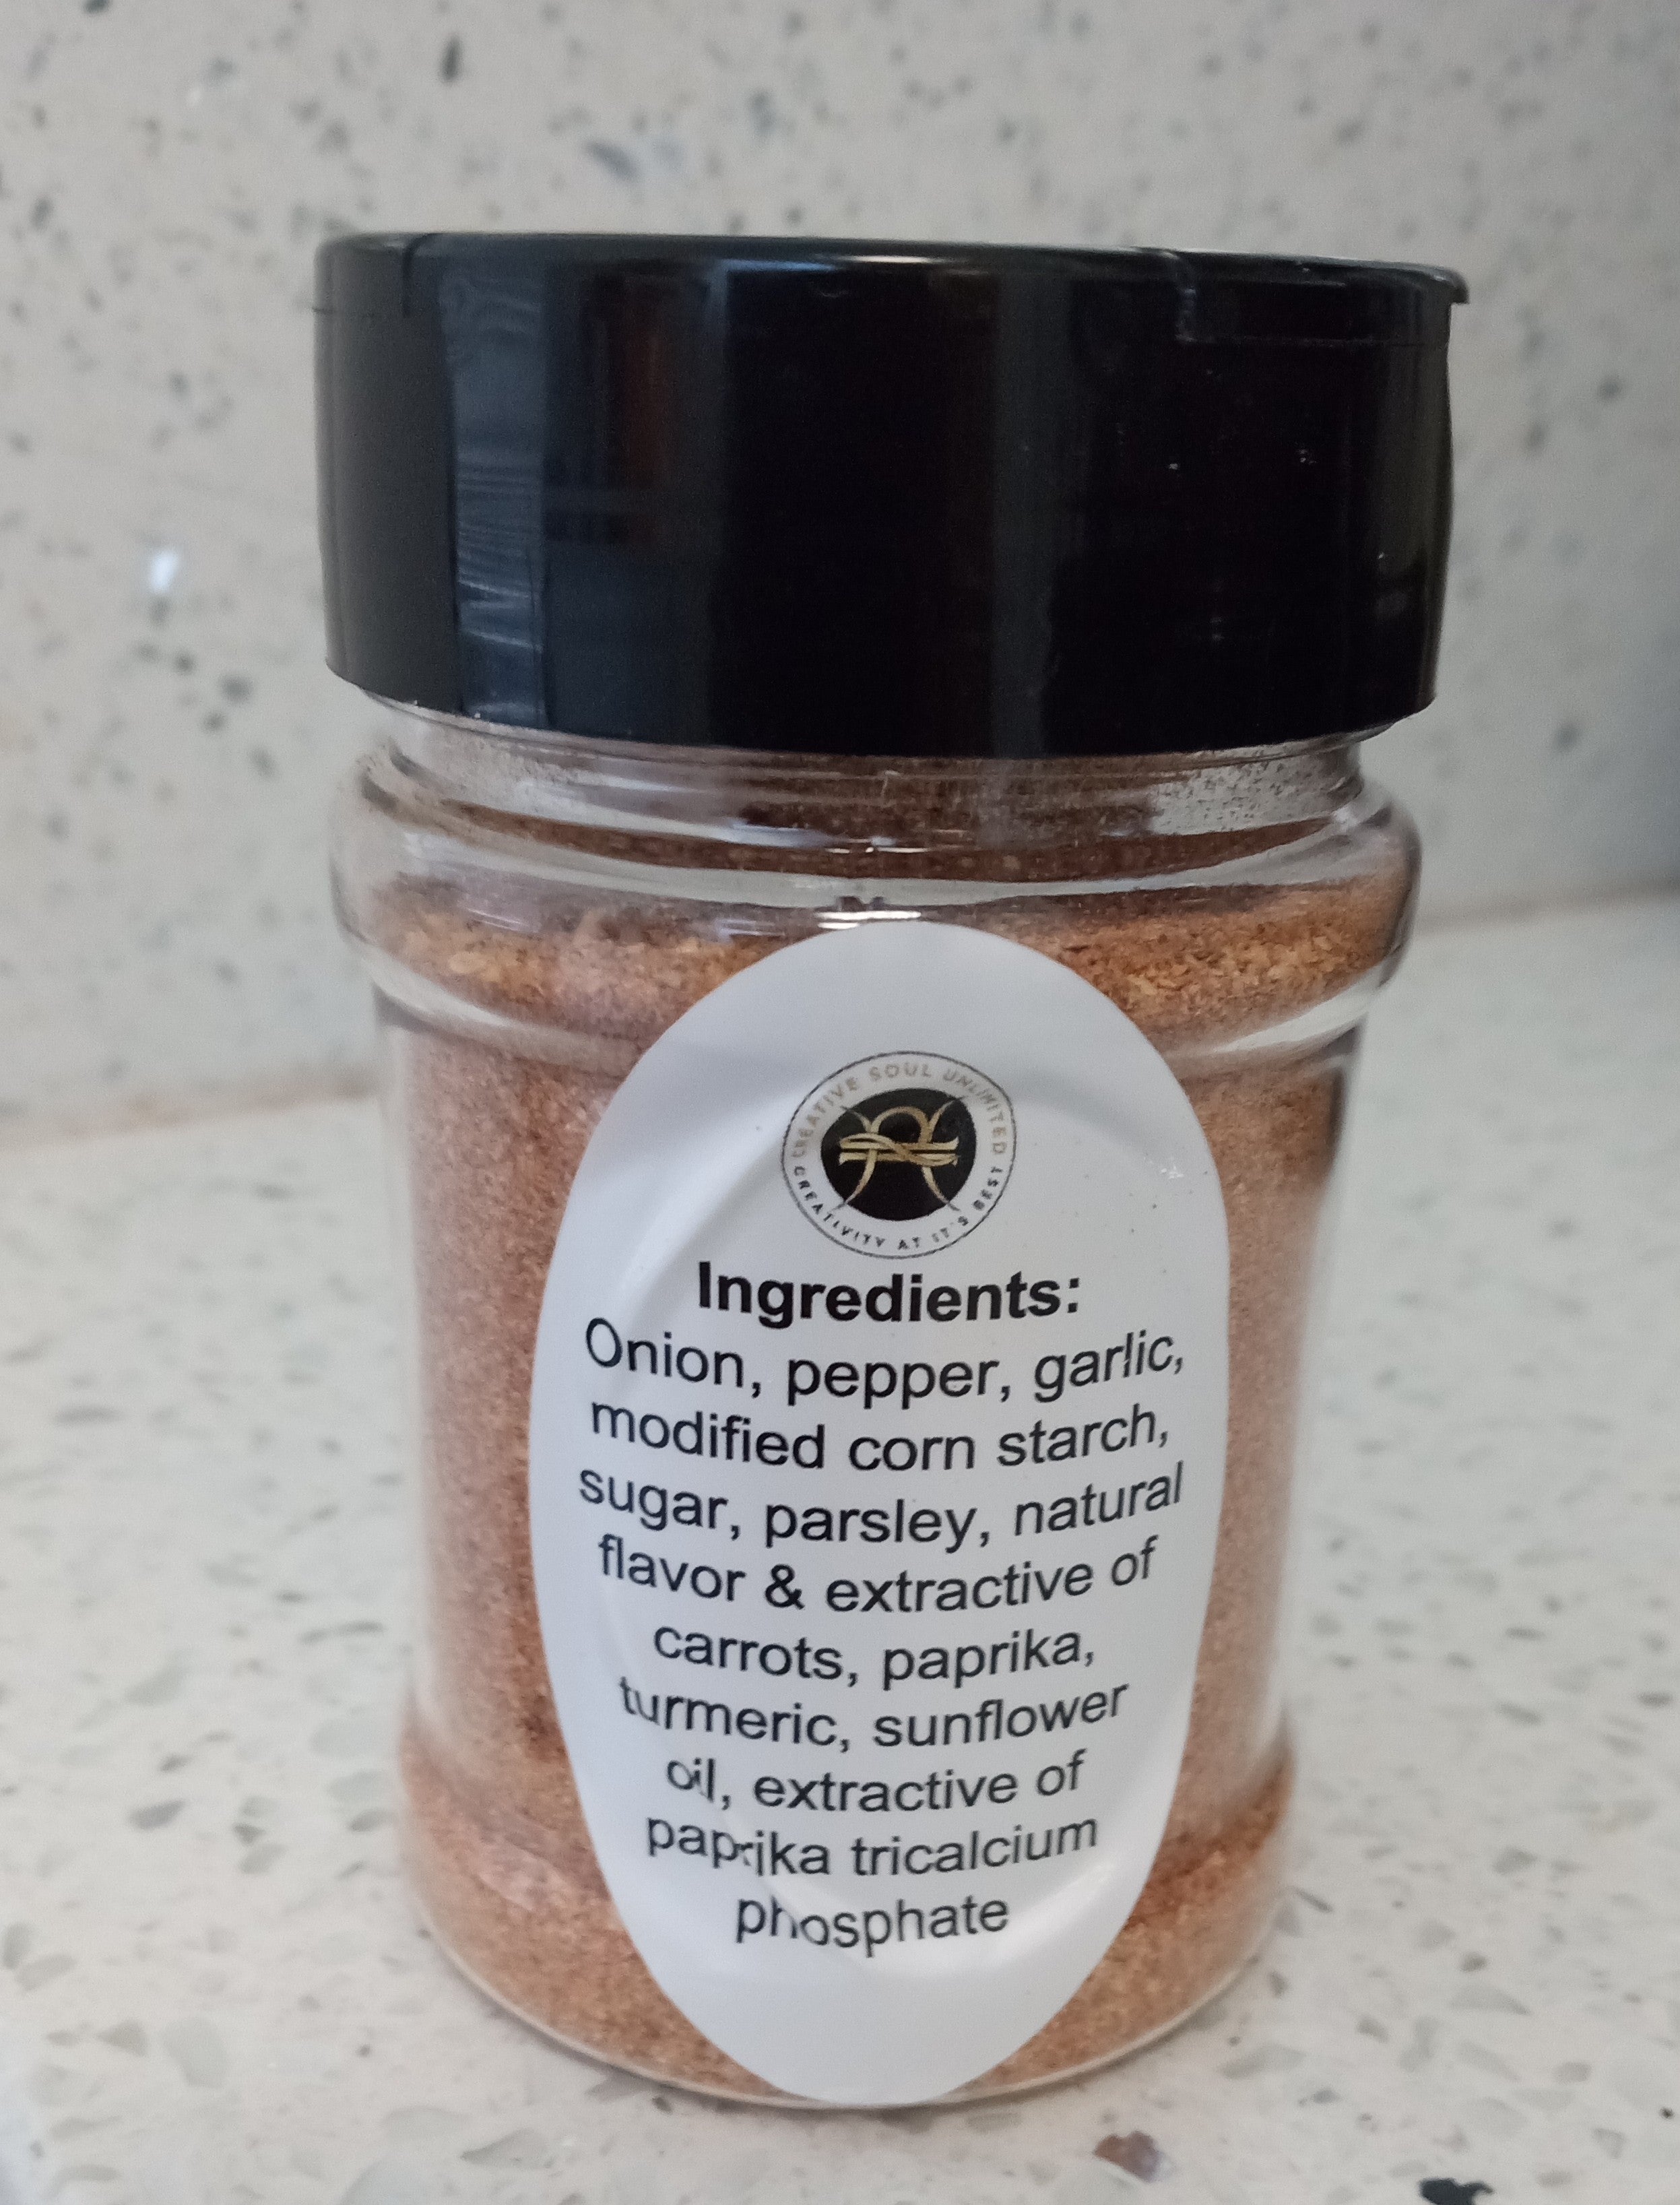 CREATIVE SOUL UNLIMITED
CREATIVITY AT IT'S BEST
Ingredients:
Onion, pepper, garlic,
modified corn starch,
sugar, parsley, natural
flavor & extractive of
carrots, paprika,
turmeric, sunflower
oil, extractive of
paprika tricalcium
phosphate